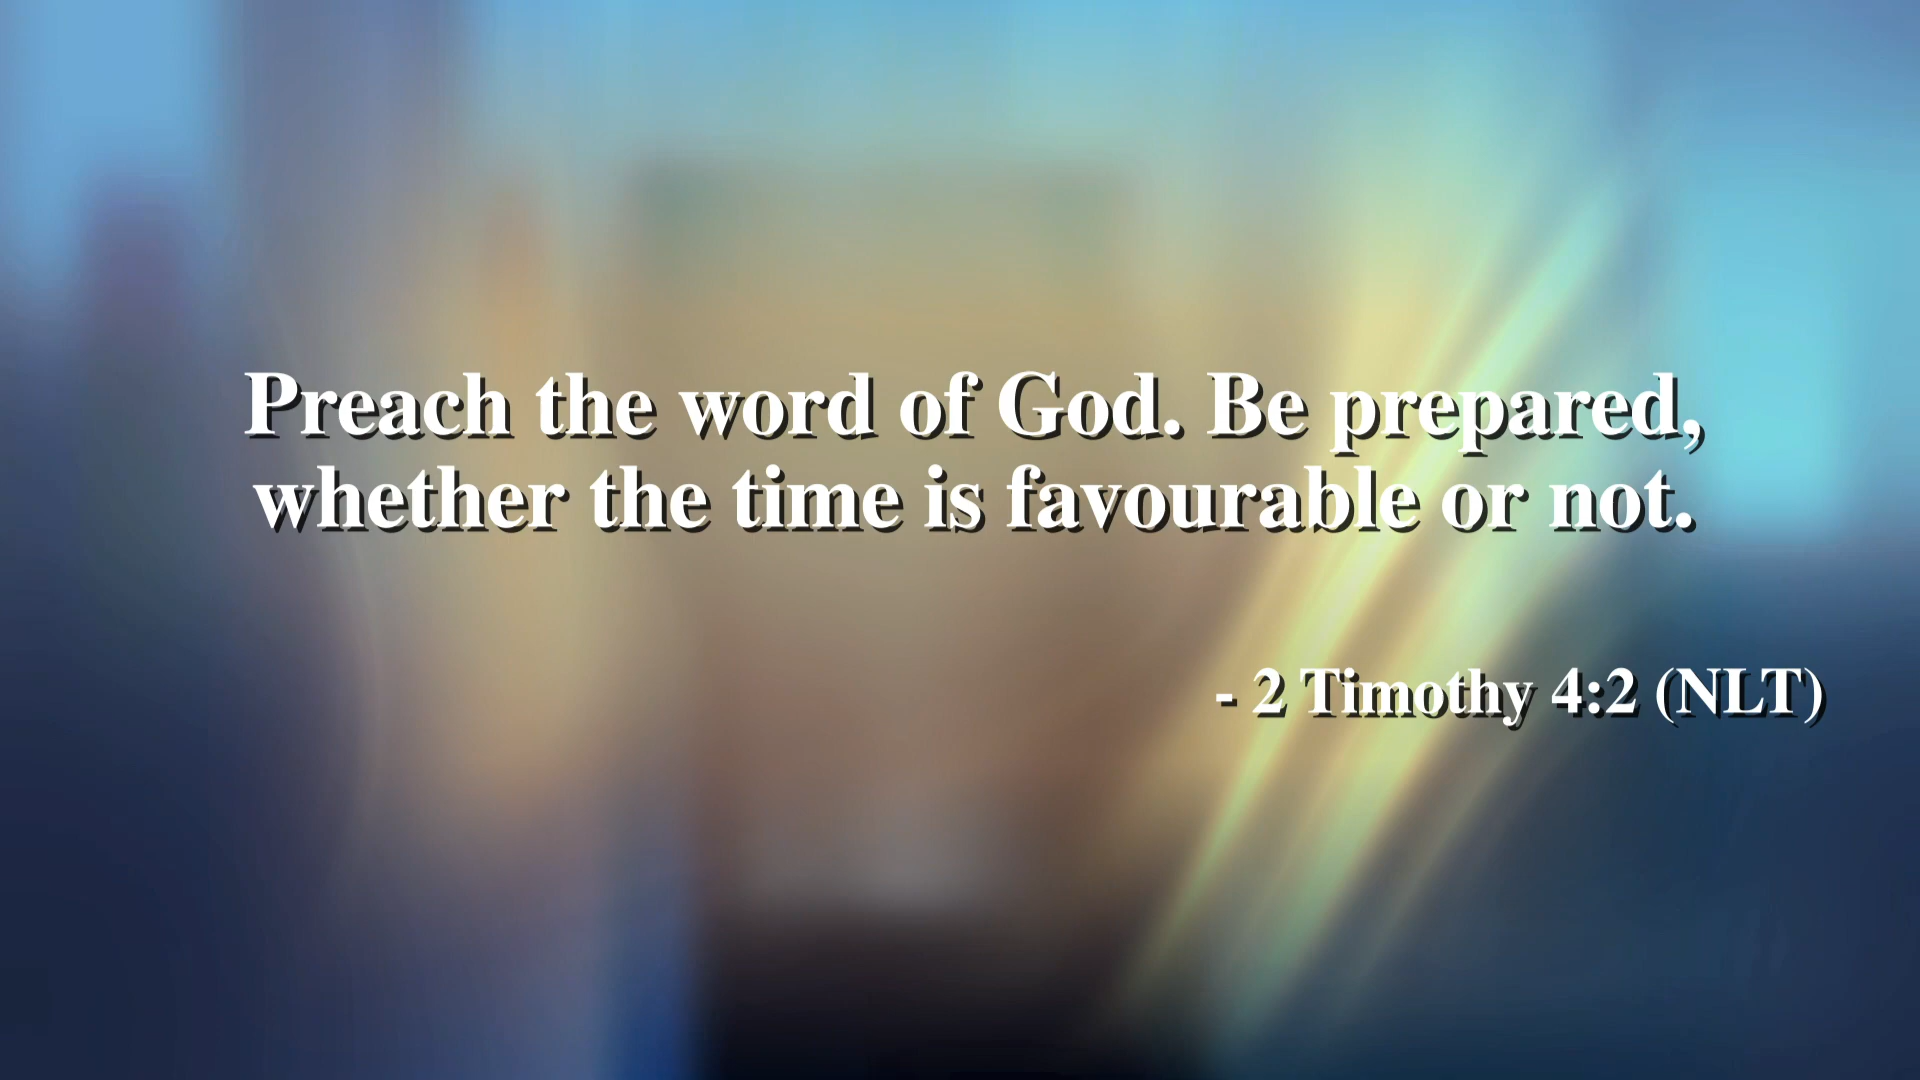 Preach the word of God. Be prepared,
whether the time is favourable or not.
- 2 Timothy 4:2 (NLT)